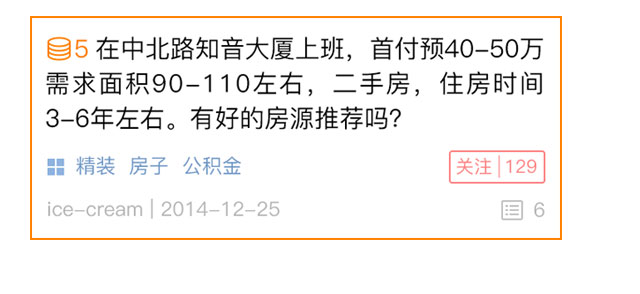 5 在中北路知音大厦上班，首付预40-50万
需求面积90-110左右，二手房，住房时间
3-6年左右。有好的房源推荐吗？
精装 房子 公积金 关注 | 129
ice-cream | 2014-12-25 6